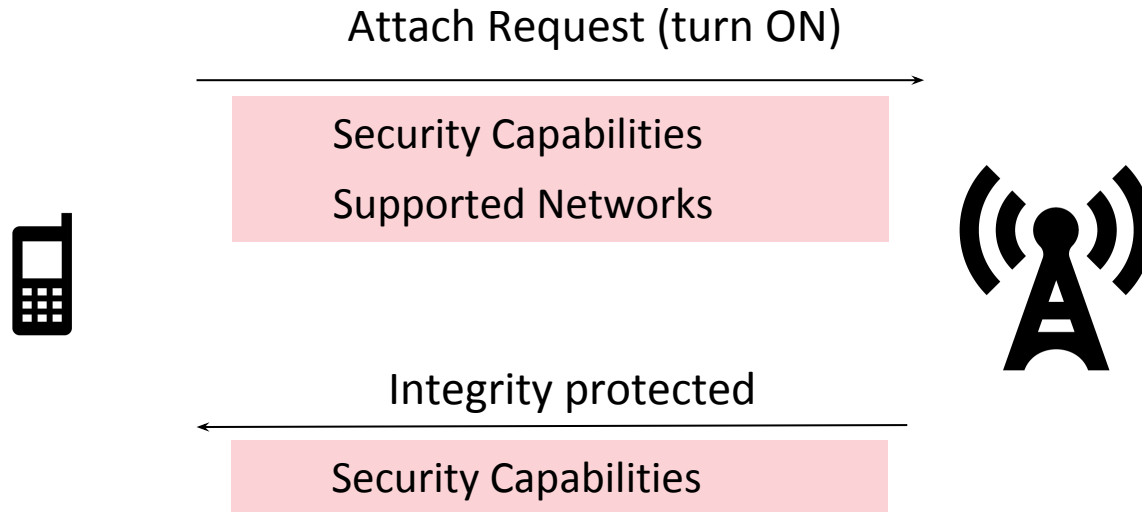 Attach Request (turn ON)
Security Capabilities
Supported Networks
Integrity protected
Security Capabilities